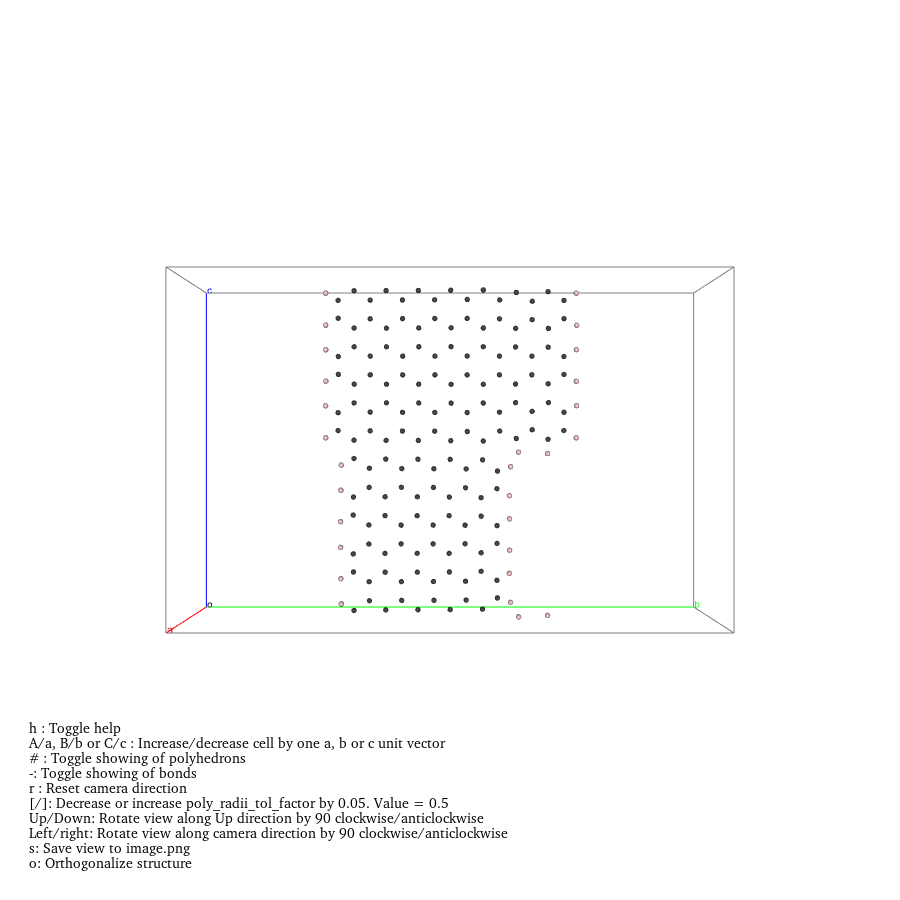 c
o
b
a
h : Toggle help
A/a, B/b or C/c : Increase/decrease cell by one a, b or c unit vector
# : Toggle showing of polyhedrons
-: Toggle showing of bonds
r : Reset camera direction
[/]: Decrease or increase poly_radii_tol_factor by 0.05. Value = 0.5
Up/Down: Rotate view along Up direction by 90 clockwise/anticlockwise
Left/right: Rotate view along camera direction by 90 clockwise/anticlockwise
s: Save view to image.png
o: Orthogonalize structure